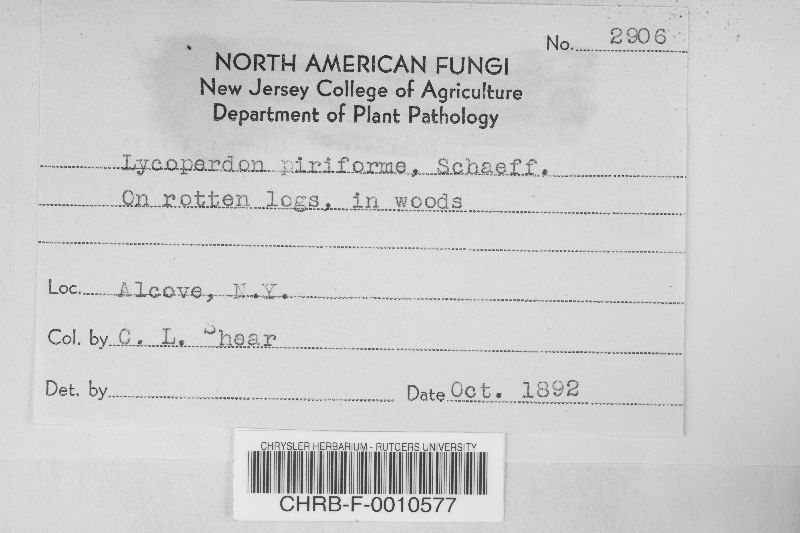 No. 2906
NORTH AMERICAN FUNGI
New Jersey College of Agriculture
Department of Plant Pathology
Lycoperdon piriforme, Schaeff.
On rotten logs, in woods
Loc. Alcove, N.Y.
Col. by C. L. Shear
Det. by
Date Oct. 1892
CHRYSLER HERBARIUM - RUTGERS UNIVERSITY
CHRB-F-0010577